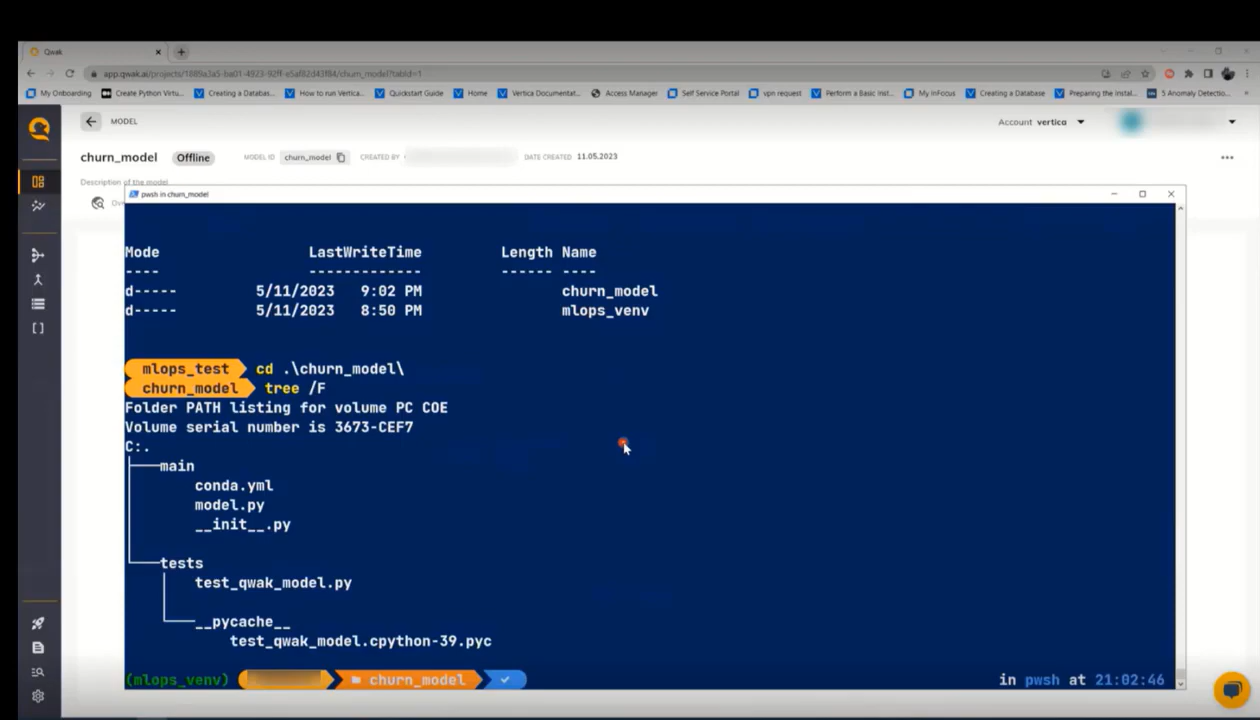 Qwak
app.qwak.ai/projects/1889a3a5-ba01-4923-92ff-e5af82d43f84/churn_model?tabId=1
My Onboarding Create Python Virtu... Creating a Databas... How to run Vertica... Quickstart Guide Home Vertica Documentat... Access Manager Self Service Portal vpn request Perform a Basic Inst... My InFocus Creating a Database Preparing the Instal... 5 Anomaly Detectio...
MODEL Account vertica
churn_model Offline MODEL ID churn_model CREATED BY DATE CREATED 11.05.2023
Description of the model
pwsh in churn_model
Mode LastWriteTime Length Name
---- ------------- ------ ----
d----- 5/11/2023 9:02 PM churn_model
d----- 5/11/2023 8:50 PM mlops_venv
mlops_test cd .\churn_model\
churn_model tree /F
Folder PATH listing for volume PC COE
Volume serial number is 3673-CEF7
C:.
main
conda.yml
model.py
__init__.py
tests
test_qwak_model.py
__pycache__
test_qwak_model.cpython-39.pyc
(mlops_venv) churn_model in pwsh at 21:02:46